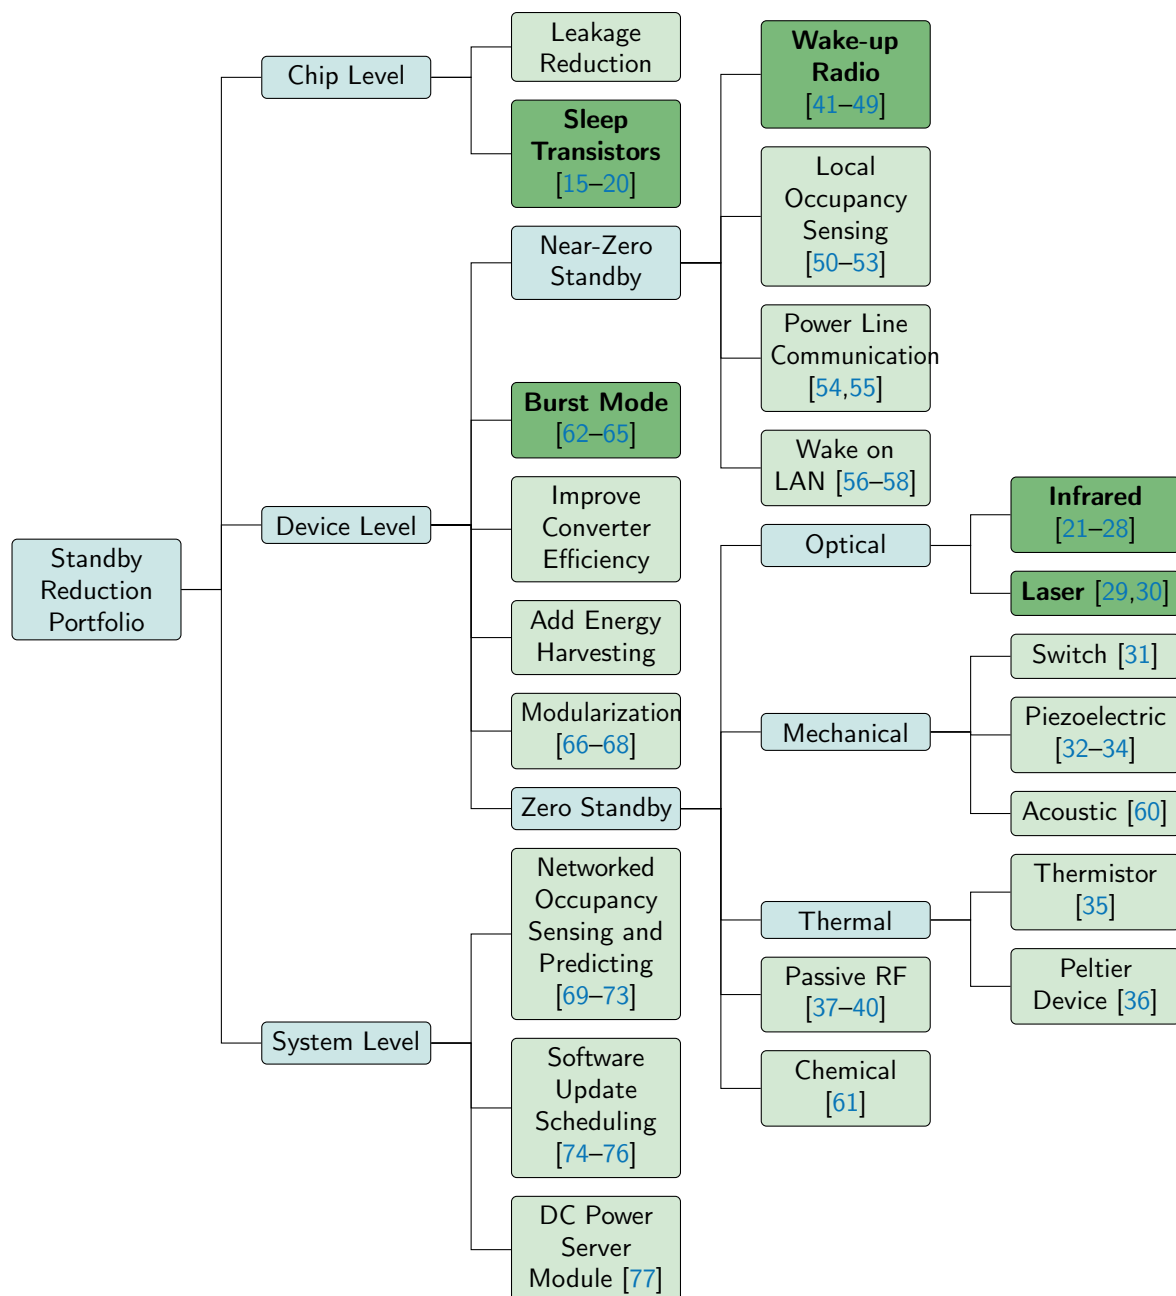 Standby
Reduction
Portfolio
Chip Level
Leakage
Reduction
Sleep
Transistors
[15–20]
Device Level
Near-Zero
Standby
Wake-up
Radio
[41–49]
Local
Occupancy
Sensing
[50–53]
Power Line
Communication
[54,55]
Wake on
LAN [56–58]
Burst Mode
[62–65]
Improve
Converter
Efficiency
Add Energy
Harvesting
Modularization
[66–68]
Zero Standby
Optical
Infrared
[21–28]
Laser [29,30]
Mechanical
Switch [31]
Piezoelectric
[32–34]
Acoustic [60]
Thermal
Thermistor
[35]
Peltier
Device [36]
Passive RF
[37–40]
Chemical
[61]
System Level
Networked
Occupancy
Sensing and
Predicting
[69–73]
Software
Update
Scheduling
[74–76]
DC Power
Server
Module [77]